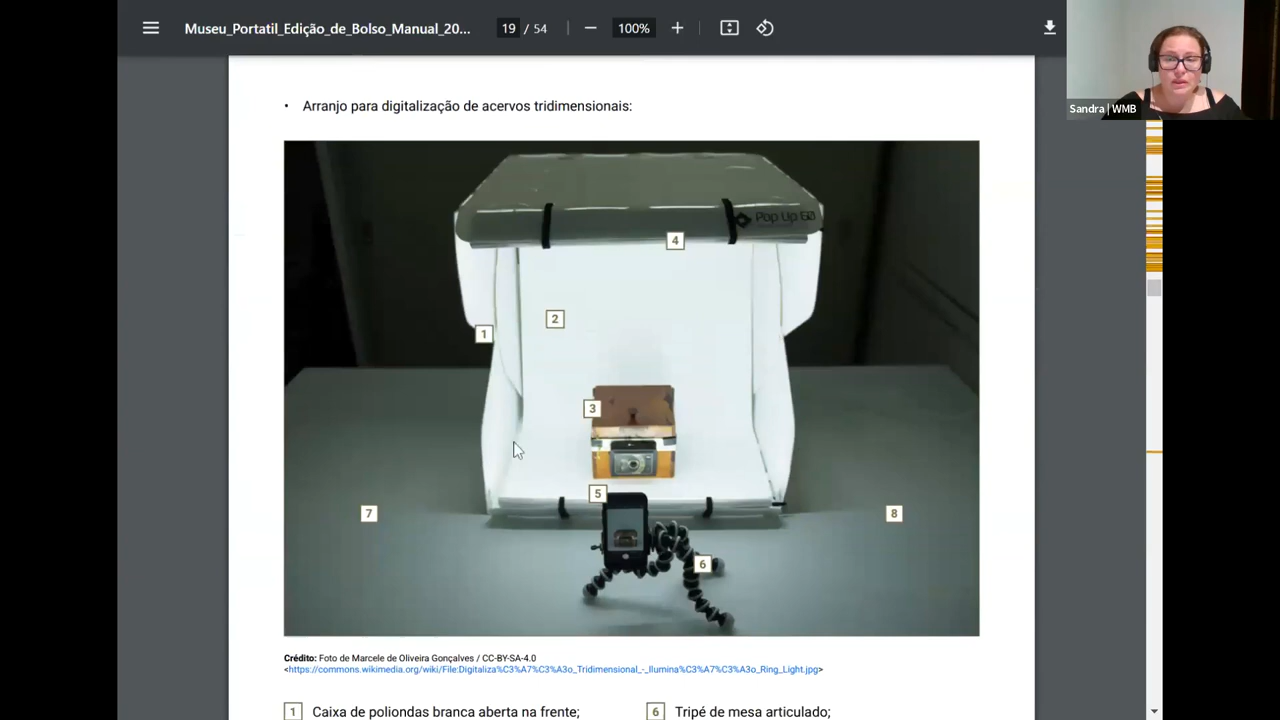 Museu_Portatil_Edição_de_Bolso_Manual_20...
19 / 54
100%
Sandra | WMB
• Arranjo para digitalização de acervos tridimensionais:
Pop Up 60
4
2
1
3
5
7
8
6
Crédito: Foto de Marcele de Oliveira Gonçalves / CC-BY-SA-4.0
<https://commons.wikimedia.org/wiki/File:Digitaliza%C3%A7%C3%A3o_Tridimensional_-_Ilumina%C3%A7%C3%A3o_Ring_Light.jpg>
1 Caixa de poliondas branca aberta na frente;
6 Tripé de mesa articulado;